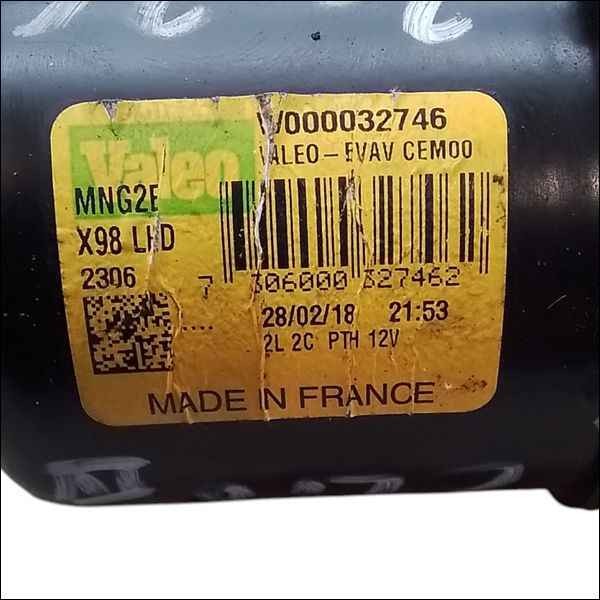 W000032746
Valeo
VALEO-EVAV CEM00
MNG2E
X98 LHD
2306
7 306000 327462
28/02/18 21:53
2L 2C PTH 12V
MADE IN FRANCE